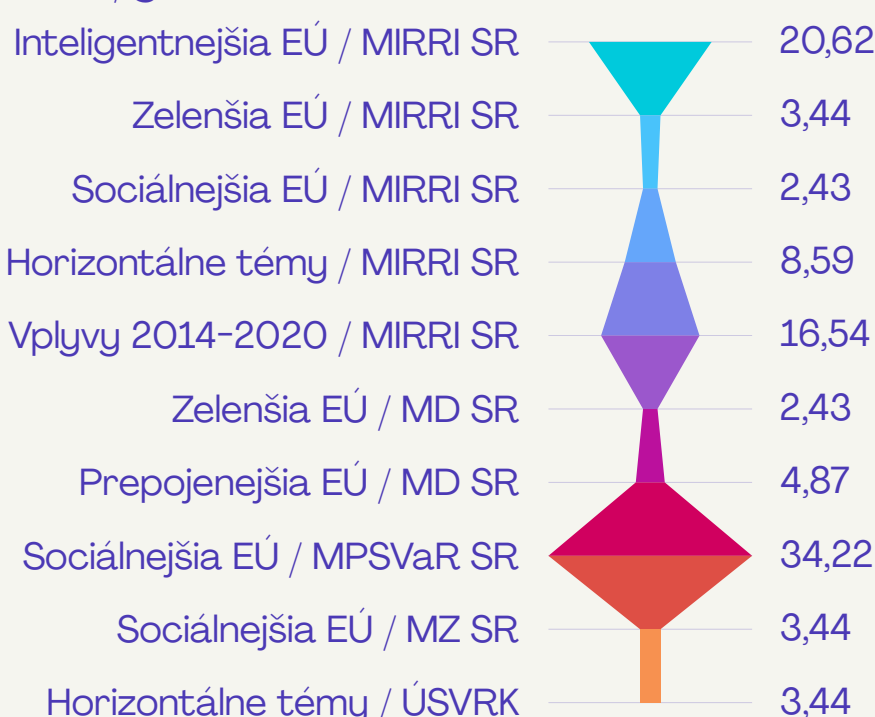 Inteligentnejšia EÚ / MIRRI SR 20,62
Zelenšia EÚ / MIRRI SR 3,44
Sociálnejšia EÚ / MIRRI SR 2,43
Horizontálne témy / MIRRI SR 8,59
Vplyvy 2014-2020 / MIRRI SR 16,54
Zelenšia EÚ / MD SR 2,43
Prepojenejšia EÚ / MD SR 4,87
Sociálnejšia EÚ / MPSVaR SR 34,22
Sociálnejšia EÚ / MZ SR 3,44
Horizontálne témy / ÚSVRK 3,44